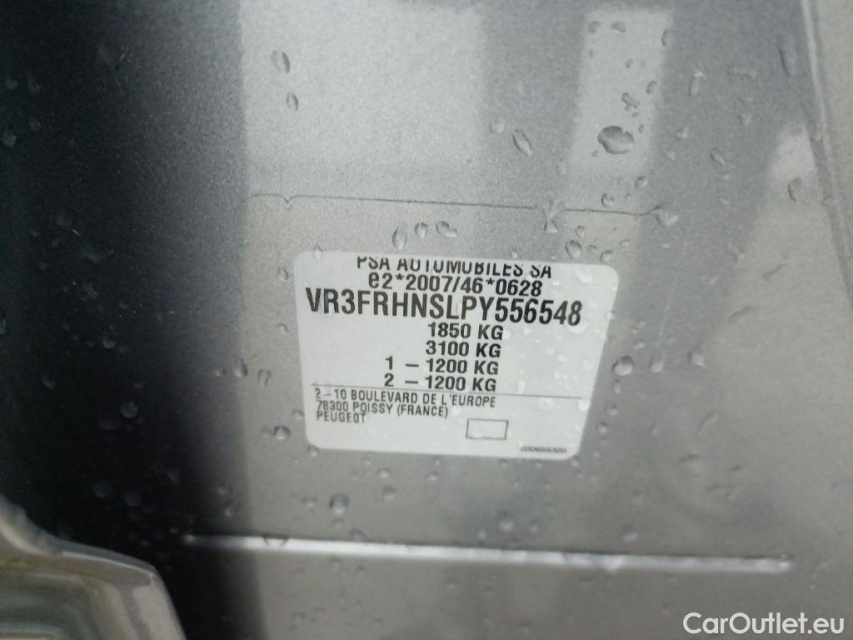 PSA AUTOMOBILES SA
e2*2007/46*0628
VR3FRHNSLPY556548
1850 KG
3100 KG
1 – 1200 KG
2 – 1200 KG
2–10 BOULEVARD DE L'EUROPE
78300 POISSY (FRANCE)
PEUGEOT
CarOutlet.eu